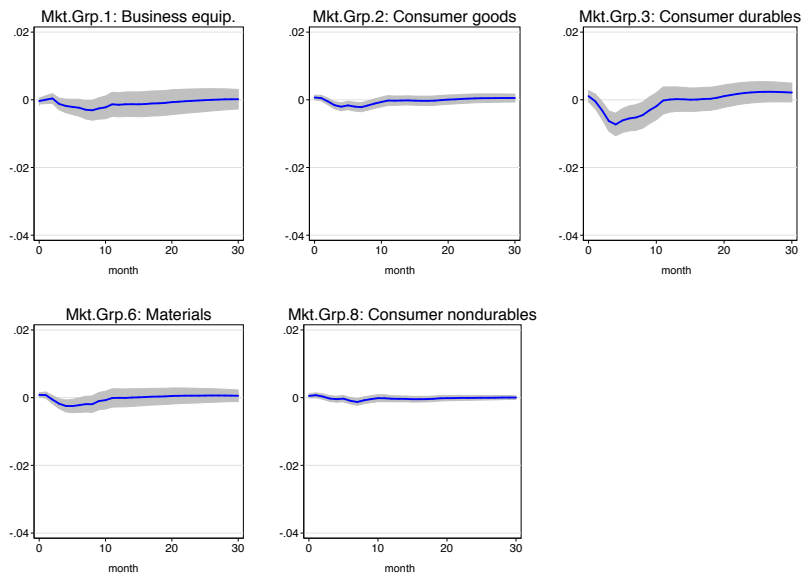 Mkt.Grp.1: Business equip.
.02
0
-.02
-.04
0 10 20 30
month
Mkt.Grp.2: Consumer goods
.02
0
-.02
-.04
0 10 20 30
month
Mkt.Grp.3: Consumer durables
.02
0
-.02
-.04
0 10 20 30
month
Mkt.Grp.6: Materials
.02
0
-.02
-.04
0 10 20 30
month
Mkt.Grp.8: Consumer nondurables
.02
0
-.02
-.04
0 10 20 30
month